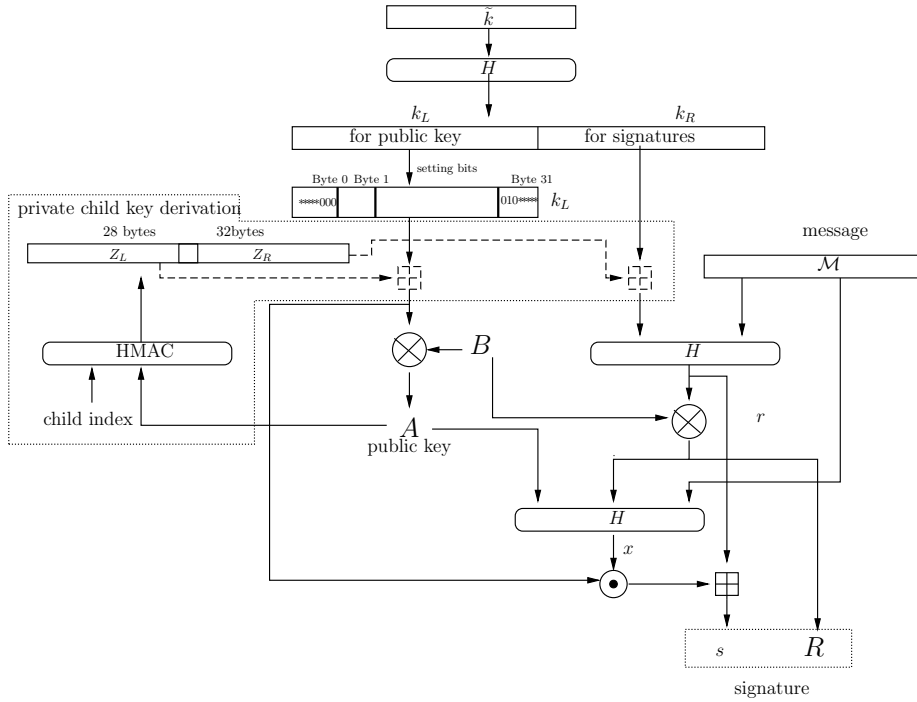 k̃
H
k_L k_R
for public key for signatures
setting bits
Byte 0 Byte 1 Byte 31
*****000 010***** k_L
private child key derivation
28 bytes 32bytes
Z_L Z_R
message
M
HMAC
B
H
child index
A
r
public key
H
x
s R
signature